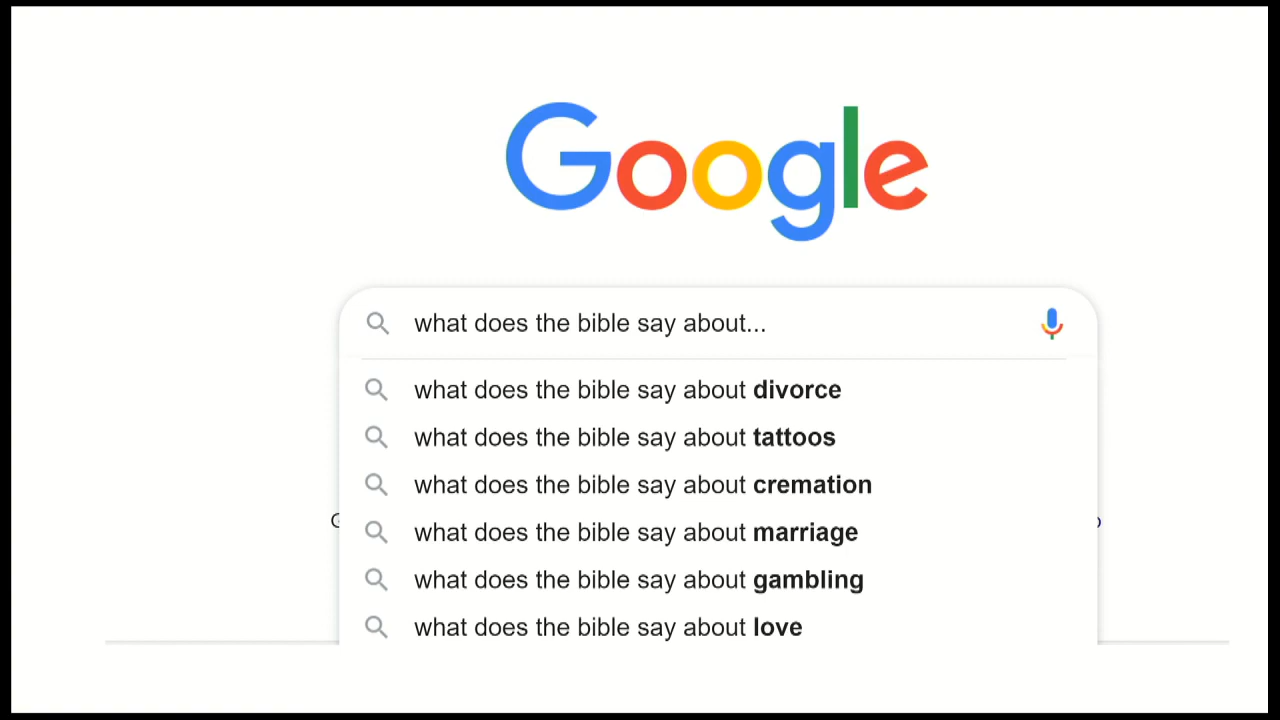 Google
what does the bible say about...
what does the bible say about divorce
what does the bible say about tattoos
what does the bible say about cremation
what does the bible say about marriage
what does the bible say about gambling
what does the bible say about love